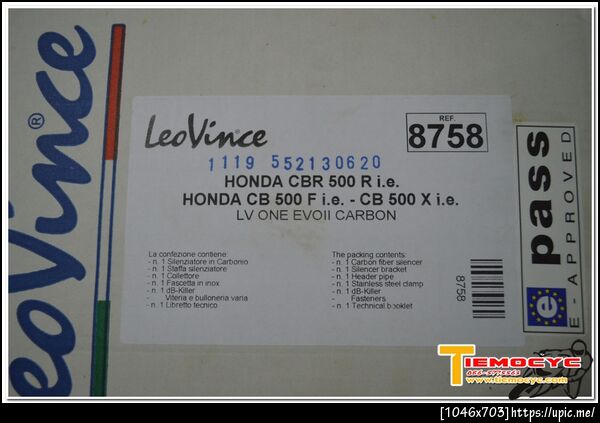 LeoVince®
LeoVince
REF.
8758
1119 552130620
HONDA CBR 500 R i.e.
HONDA CB 500 F i.e. - CB 500 X i.e.
LV ONE EVOII CARBON
La confezione contiene:
- n. 1 Silenziatore in Carbonio
- n. 1 Staffa silenziatore
- n. 1 Collettore
- n. 1 Fascetta in inox
- n. 1 dB-Killer
- Viteria e bulloneria varia
- n. 1 Libretto tecnico
The packing contents:
- n. 1 Carbon fiber silencer
- n. 1 Silencer bracket
- n. 1 Header pipe
- n. 1 Stainless steel clamp
- n. 1 dB-Killer
- Fasteners
- n. 1 Technical booklet
8758
e pass
E-APPROVED
TIEMOCYC
www.tiemocyc.com
[1046x703]https://upic.me/